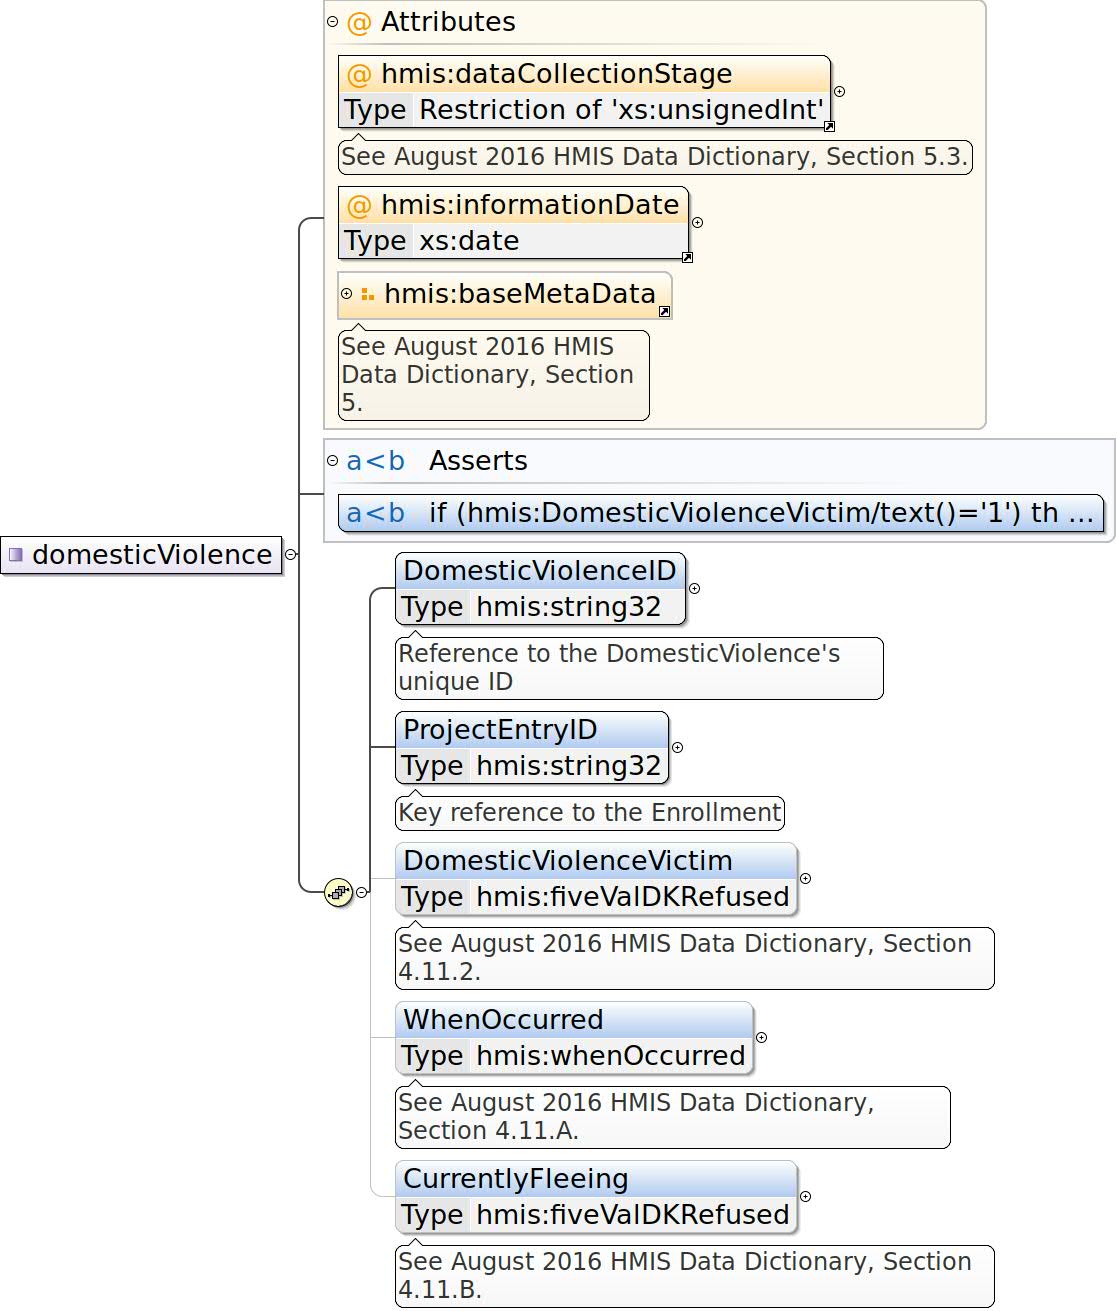 @ Attributes
@ hmis:dataCollectionStage
Type Restriction of 'xs:unsignedInt'
See August 2016 HMIS Data Dictionary, Section 5.3.
@ hmis:informationDate
Type xs:date
hmis:baseMetaData
See August 2016 HMIS
Data Dictionary, Section
5.
a<b Asserts
a<b if (hmis:DomesticViolenceVictim/text()='1') th ...
domesticViolence
DomesticViolenceID
Type hmis:string32
Reference to the DomesticViolence's
unique ID
ProjectEntryID
Type hmis:string32
Key reference to the Enrollment
DomesticViolenceVictim
Type hmis:fiveValDKRefused
See August 2016 HMIS Data Dictionary, Section
4.11.2.
WhenOccurred
Type hmis:whenOccurred
See August 2016 HMIS Data Dictionary,
Section 4.11.A.
CurrentlyFleeing
Type hmis:fiveValDKRefused
See August 2016 HMIS Data Dictionary, Section
4.11.B.